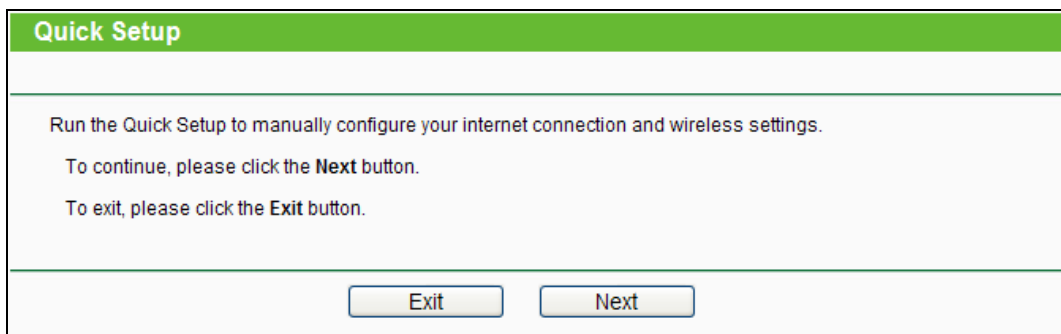 Quick Setup
Run the Quick Setup to manually configure your internet connection and wireless settings.
To continue, please click the Next button.
To exit, please click the Exit button.
Exit Next